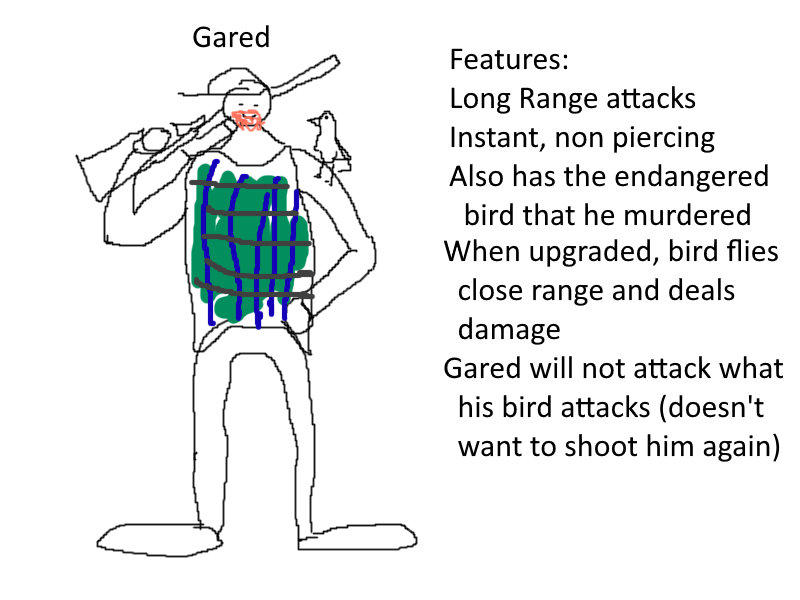 Gared
Features:
Long Range attacks
Instant, non piercing
Also has the endangered
bird that he murdered
When upgraded, bird flies
close range and deals
damage
Gared will not attack what
his bird attacks (doesn't
want to shoot him again)